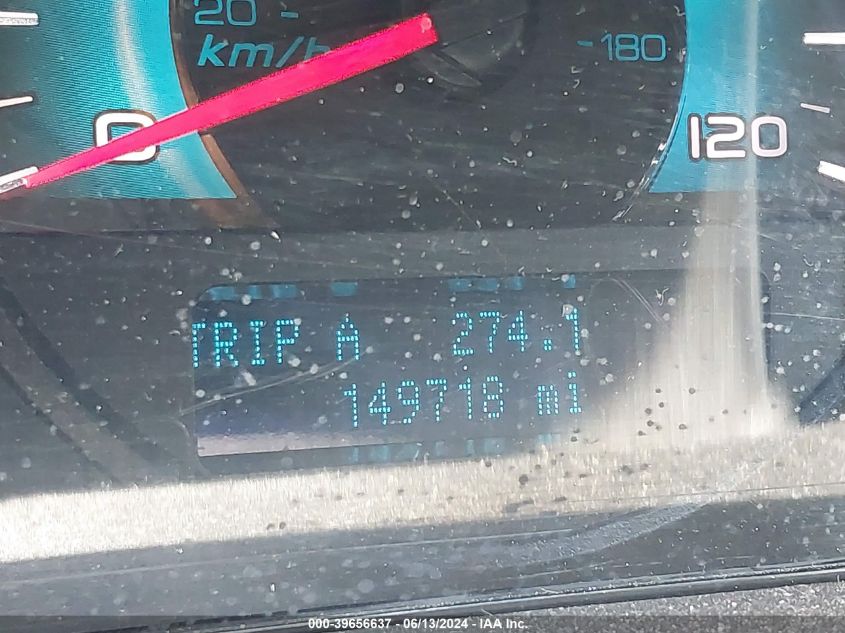 20 -
km/h
-180
0
120
TRIP A 274.1
149718 mi
000-39656637 - 06/13/2024 - IAA Inc.